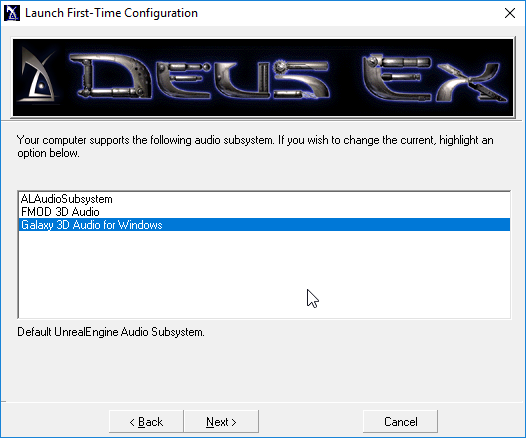 Launch First-Time Configuration
DEUS EX
Your computer supports the following audio subsystem. If you wish to change the current, highlight an
option below.
ALAudioSubsystem
FMOD 3D Audio
Galaxy 3D Audio for Windows
Default UnrealEngine Audio Subsystem.
< Back
Next >
Cancel